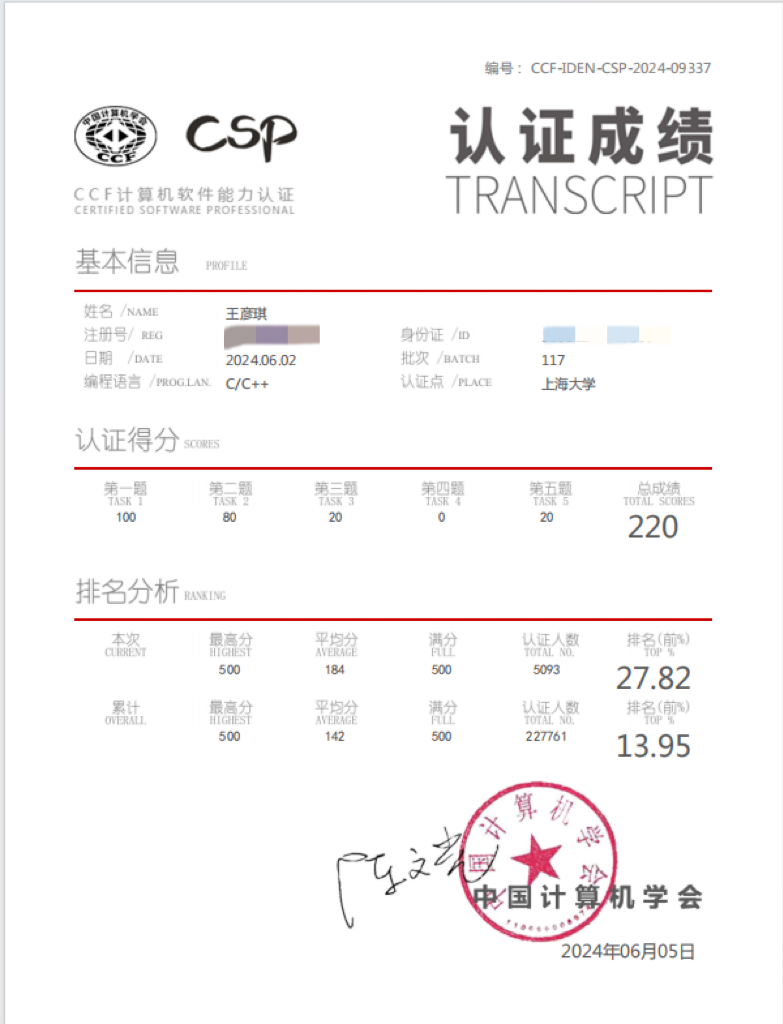 编号： CCF-IDEN-CSP-2024-09337
中国计算机学会
CCF
CSP
CCF计算机软件能力认证
CERTIFIED SOFTWARE PROFESSIONAL
认证成绩
TRANSCRIPT
基本信息 PROFILE
姓名 /NAME 王彦琪
注册号/ REG 身份证 /ID
日期 /DATE 2024.06.02 批次 /BATCH 117
编程语言 /PROG.LAN. C/C++ 认证点 /PLACE 上海大学
认证得分 SCORES
第一题 第二题 第三题 第四题 第五题 总成绩
TASK 1 TASK 2 TASK 3 TASK 4 TASK 5 TOTAL SCORES
100 80 20 0 20 220
排名分析 RANKING
本次 最高分 平均分 满分 认证人数 排名(前%)
CURRENT HIGHEST AVERAGE FULL TOTAL NO. TOP %
500 184 500 5093 27.82
累计 最高分 平均分 满分 认证人数 排名(前%)
OVERALL HIGHEST AVERAGE FULL TOTAL NO. TOP %
500 142 500 227761 13.95
中国计算机学会
中国计算机学会
2024年06月05日